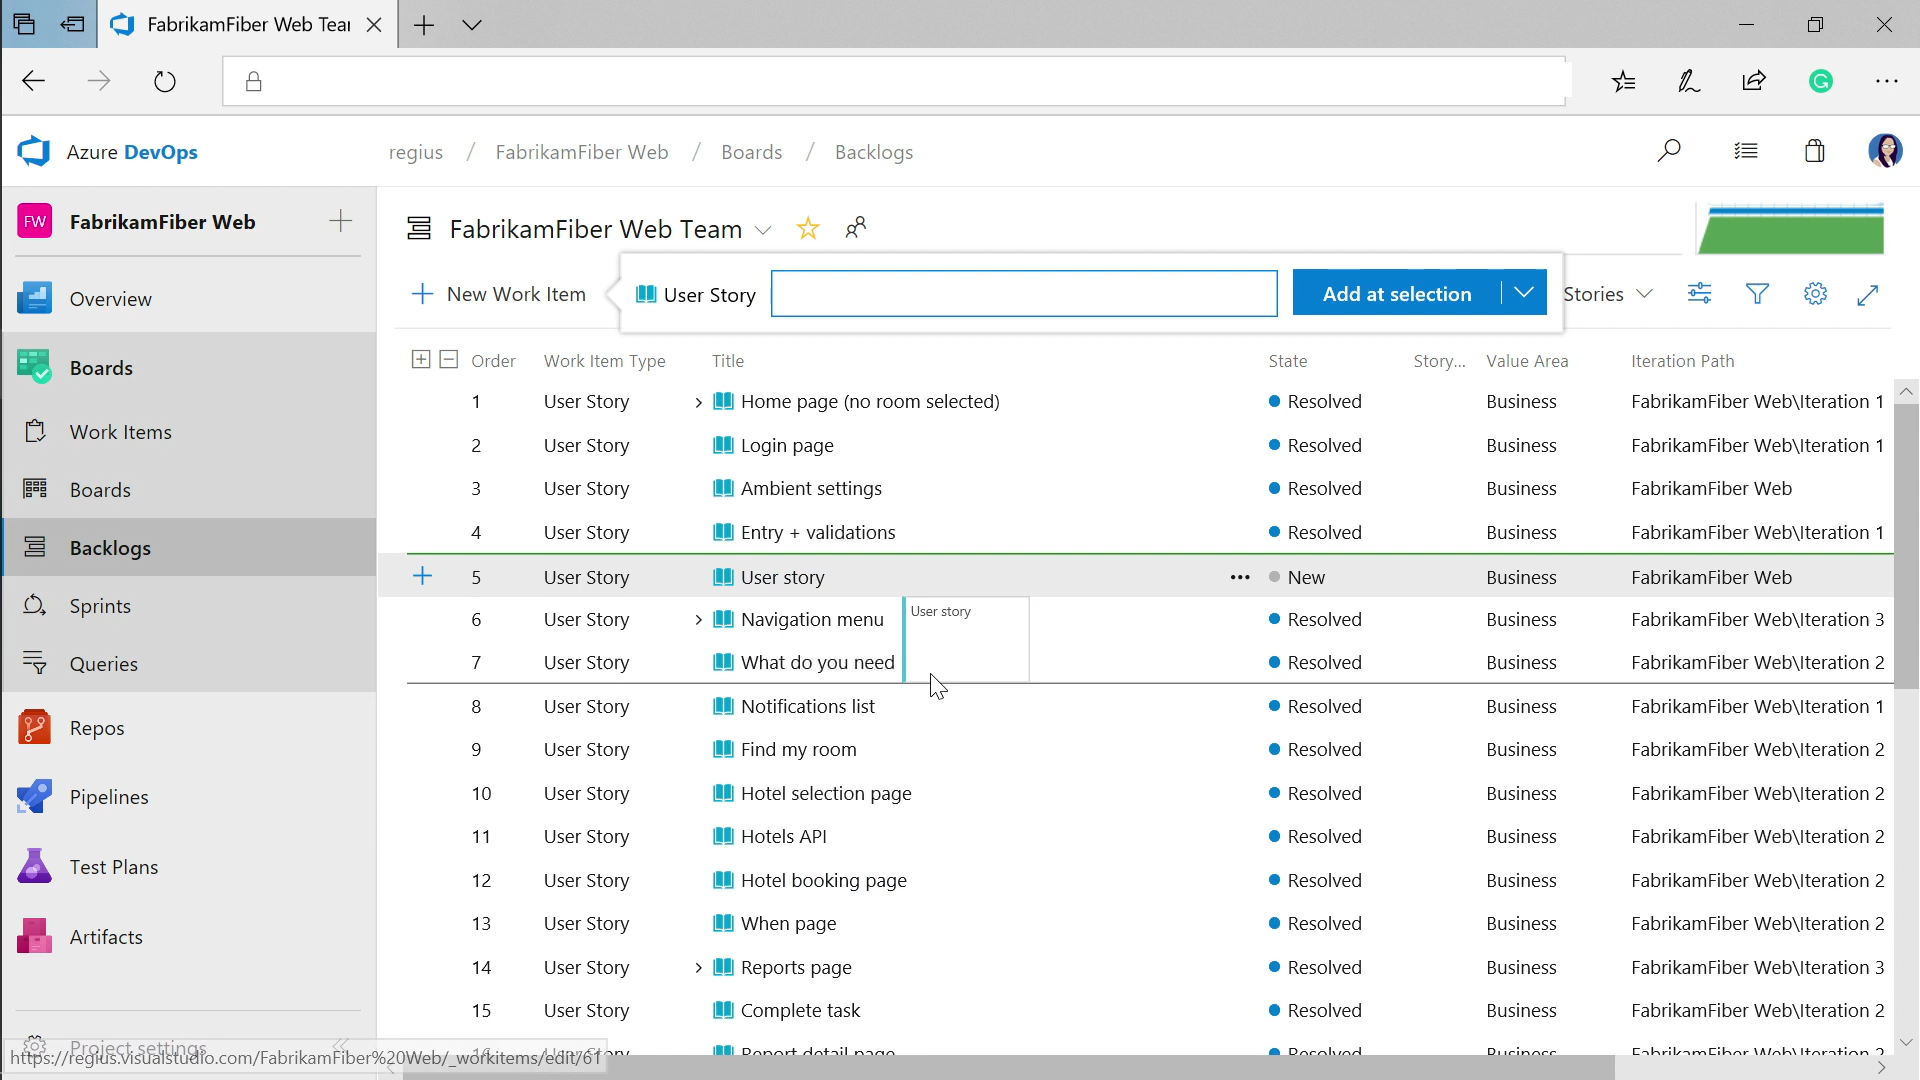 FabrikamFiber Web Tea
Azure DevOps
regius / FabrikamFiber Web / Boards / Backlogs
FW FabrikamFiber Web
FabrikamFiber Web Team
Overview
New Work Item
User Story
Add at selection
Stories
Boards
Work Items
Boards
Backlogs
Sprints
Queries
Repos
Pipelines
Test Plans
Artifacts
Project settings
https://regius.visualstudio.com/FabrikamFiber%20Web/_workitems/edit/61
Order Work Item Type Title State Story... Value Area Iteration Path
1 User Story Home page (no room selected) Resolved Business FabrikamFiber Web\Iteration 1
2 User Story Login page Resolved Business FabrikamFiber Web\Iteration 1
3 User Story Ambient settings Resolved Business FabrikamFiber Web
4 User Story Entry + validations Resolved Business FabrikamFiber Web\Iteration 1
5 User Story User story ••• New Business FabrikamFiber Web
6 User Story Navigation menu Resolved Business FabrikamFiber Web\Iteration 3
User story
7 User Story What do you need Resolved Business FabrikamFiber Web\Iteration 2
8 User Story Notifications list Resolved Business FabrikamFiber Web\Iteration 1
9 User Story Find my room Resolved Business FabrikamFiber Web\Iteration 2
10 User Story Hotel selection page Resolved Business FabrikamFiber Web\Iteration 2
11 User Story Hotels API Resolved Business FabrikamFiber Web\Iteration 2
12 User Story Hotel booking page Resolved Business FabrikamFiber Web\Iteration 2
13 User Story When page Resolved Business FabrikamFiber Web\Iteration 2
14 User Story Reports page Resolved Business FabrikamFiber Web\Iteration 3
15 User Story Complete task Resolved Business FabrikamFiber Web\Iteration 2
Report detail page Resolved Business FabrikamFiber Web\Iteration 2